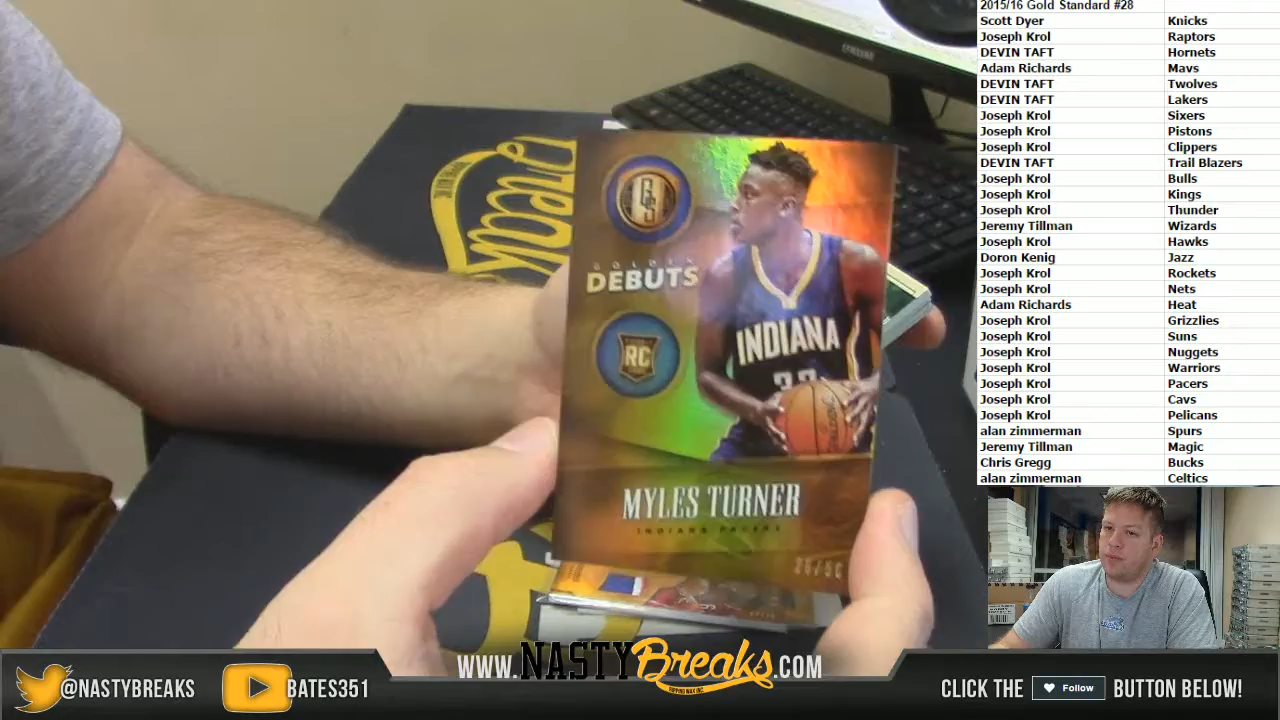 2015/16 Gold Standard #28
Scott Dyer Knicks
Joseph Krol Raptors
DEVIN TAFT Hornets
Adam Richards Mavs
DEVIN TAFT Twolves
DEVIN TAFT Lakers
Joseph Krol Sixers
Joseph Krol Pistons
Joseph Krol Clippers
DEVIN TAFT Trail Blazers
Joseph Krol Bulls
Joseph Krol Kings
Joseph Krol Thunder
Jeremy Tillman Wizards
Joseph Krol Hawks
Doron Kenig Jazz
Joseph Krol Rockets
Joseph Krol Nets
Adam Richards Heat
Joseph Krol Grizzlies
Joseph Krol Suns
Joseph Krol Nuggets
Joseph Krol Warriors
Joseph Krol Pacers
Joseph Krol Cavs
Joseph Krol Pelicans
alan zimmerman Spurs
Jeremy Tillman Magic
Chris Gregg Bucks
alan zimmerman Celtics
SAMSUNG
GS
GOLDEN
DEBUTS
RC
INDIANA
MYLES TURNER
INDIANA PACERS
@NASTYBREAKS
BATES351
WWW.NASTYBreaks.COM
RIPPING WAX INC.
CLICK THE Follow BUTTON BELOW!